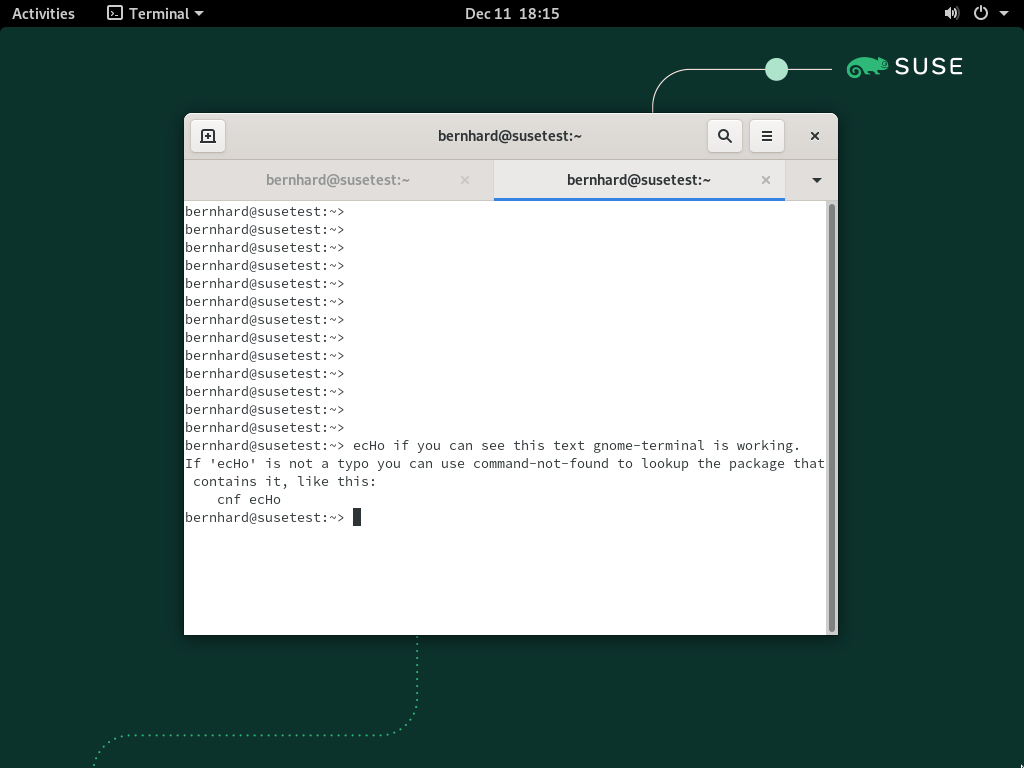 Activities Terminal Dec 11 18:15
SUSE
bernhard@susetest:~
bernhard@susetest:~ bernhard@susetest:~
bernhard@susetest:~>
bernhard@susetest:~>
bernhard@susetest:~>
bernhard@susetest:~>
bernhard@susetest:~>
bernhard@susetest:~>
bernhard@susetest:~>
bernhard@susetest:~>
bernhard@susetest:~>
bernhard@susetest:~>
bernhard@susetest:~>
bernhard@susetest:~>
bernhard@susetest:~>
bernhard@susetest:~> ecHo if you can see this text gnome-terminal is working.
If 'ecHo' is not a typo you can use command-not-found to lookup the package that
 contains it, like this:
    cnf ecHo
bernhard@susetest:~>